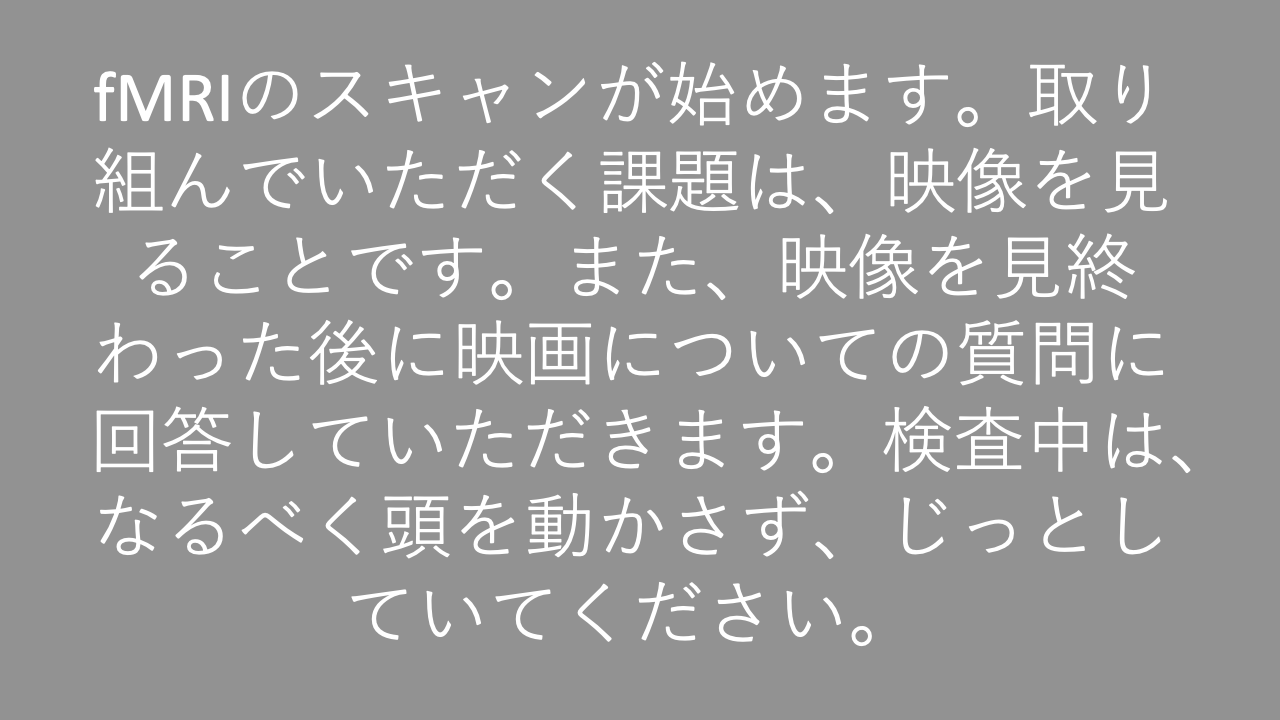 fMRIのスキャンが始めます。取り
組んでいただく課題は、映像を見
ることです。また、映像を見終
わった後に映画についての質問に
回答していただきます。検査中は、
なるべく頭を動かさず、じっとし
ていてください。